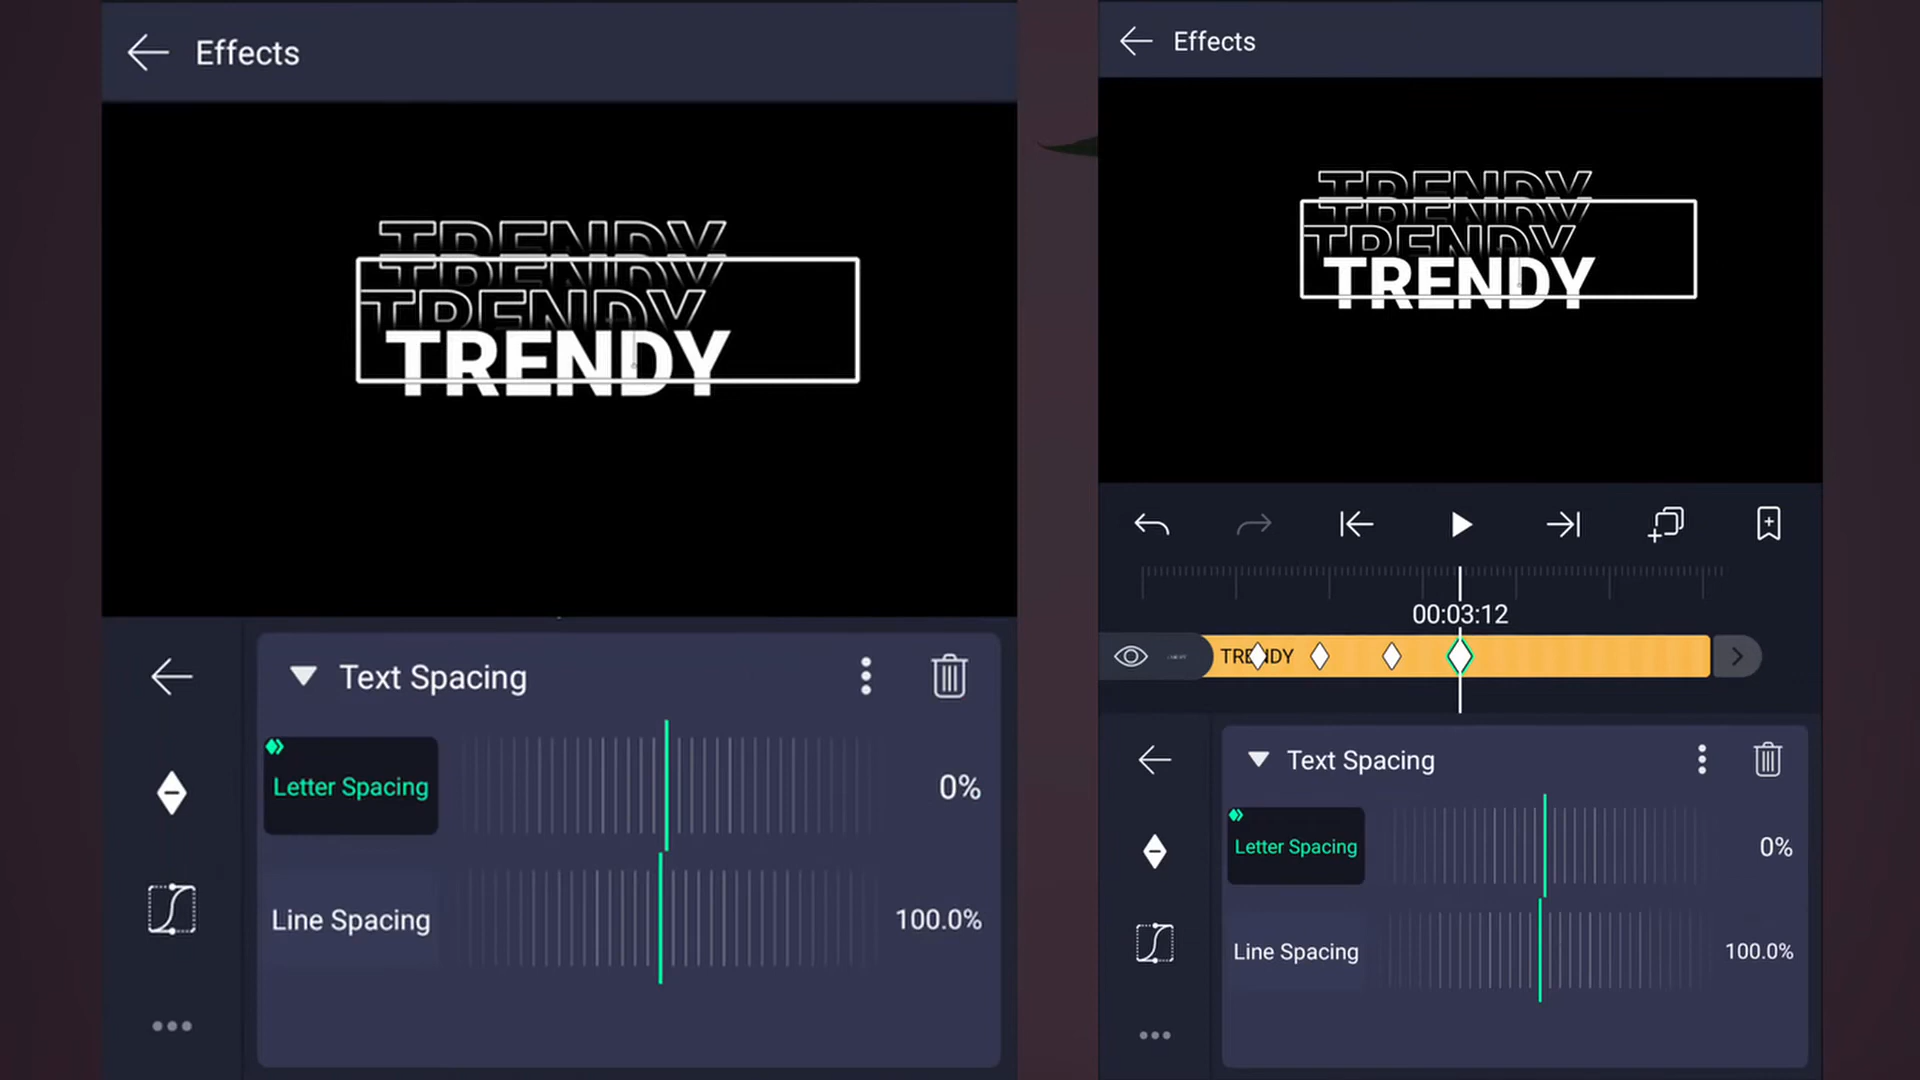 Effects
TRENDY
TRENDY
TRENDY
TRENDY
Text Spacing
Letter Spacing 0%
Line Spacing 100.0%
Effects
TRENDY
TRENDY
TRENDY
TRENDY
00:03:12
TRENDY
Text Spacing
Letter Spacing 0%
Line Spacing 100.0%